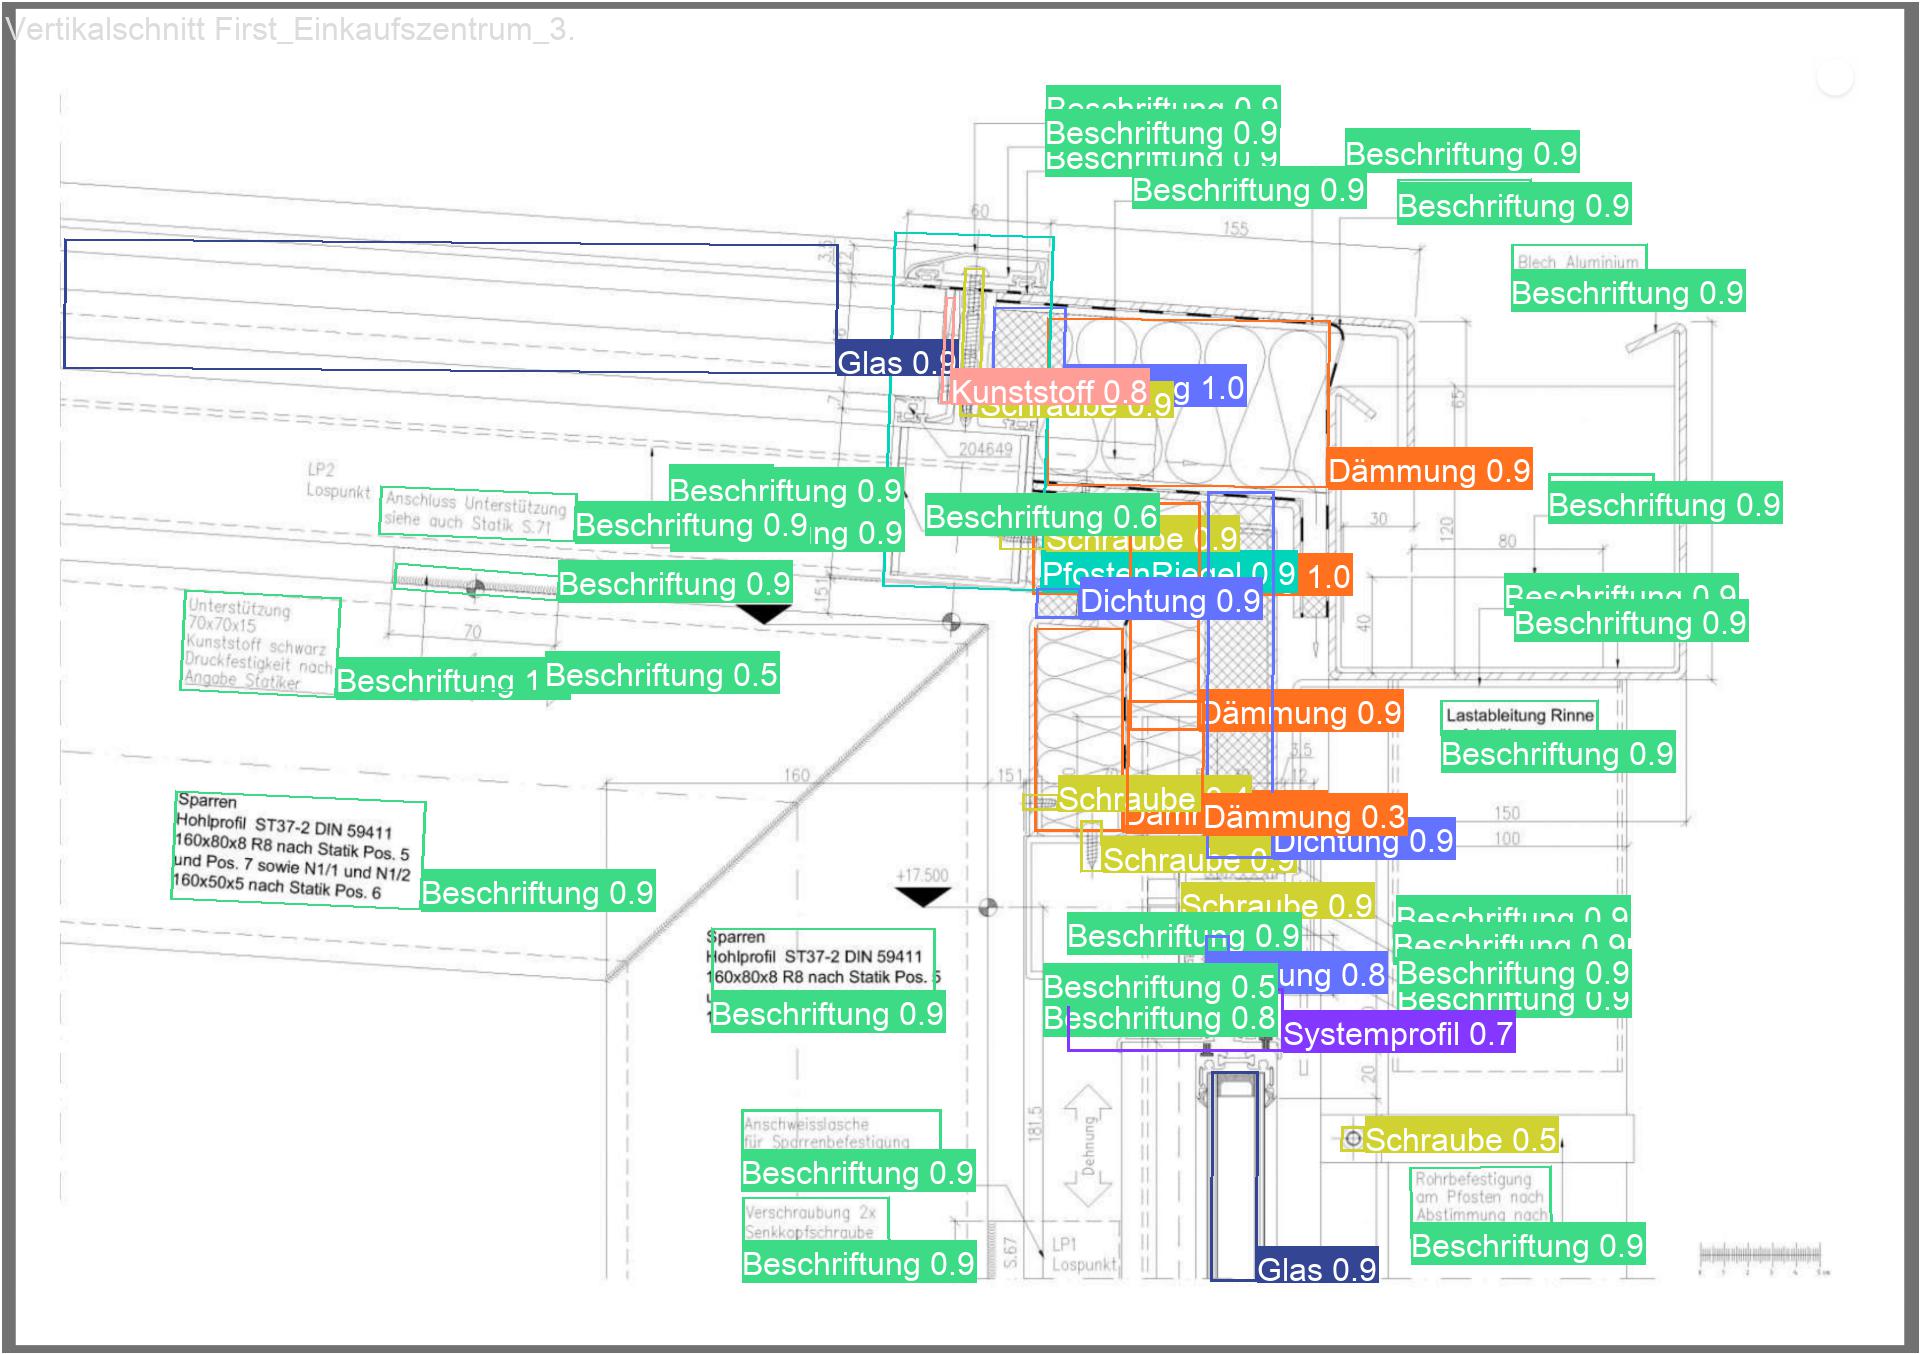 Vertikalschnitt First_Einkaufszentrum_3.
Beschriftung 0.9
Beschriftung 0.9
Beschriftung 0.9
Beschriftung 0.9
Beschriftung 0.9
Beschriftung 0.9
60
155
Blech Aluminium
Beschriftung 0.9
3,5
12
Glas 0.9
Kunststoff 0.8
g 1.0
Schraube 0.9
7
65
204649
Dämmung 0.9
LP2
Lospunkt
Anschluss Unterstützung
siehe auch Statik S.71
Beschriftung 0.9
Beschriftung 0.9
ng 0.9
Beschriftung 0.6
Schraube 0.9
30
120
80
Beschriftung 0.9
PfostenRiegel 0.9
1.0
Beschriftung 0.9
Dichtung 0.9
151
Unterstützung
70x70x15
Kunststoff schwarz
Druckfestigkeit nach
Angabe Statiker
70
Beschriftung 1
Beschriftung 0.5
40
Beschriftung 0.9
Beschriftung 0.9
Dämmung 0.9
Lastableitung Rinne
Beschriftung 0.9
160
151
3,5
12
Sparren
Hohlprofil ST37-2 DIN 59411
160x80x8 R8 nach Statik Pos. 5
und Pos. 7 sowie N1/1 und N1/2
160x50x5 nach Statik Pos. 6
Beschriftung 0.9
Schraube 0.4
Dämmung 0.3
Dichtung 0.9
150
100
Schraube 0.9
+17.500
Schraube 0.9
Sparren
Hohlprofil ST37-2 DIN 59411
160x80x8 R8 nach Statik Pos. 5
Beschriftung 0.9
Beschriftung 0.9
ung 0.8
Beschriftung 0.5
Beschriftung 0.8
Systemprofil 0.7
Beschriftung 0.9
Beschriftung 0.9
Beschriftung 0.9
Beschriftung 0.9
20
181.5
Dehnung
Anschweisslasche
für Sparrenbefestigung
Beschriftung 0.9
Schraube 0.5
Verschraubung 2x
Senkkopfschraube
Beschriftung 0.9
S.67
LP1
Lospunkt
Glas 0.9
Rohrbefestigung
am Pfosten nach
Abstimmung nach
Beschriftung 0.9